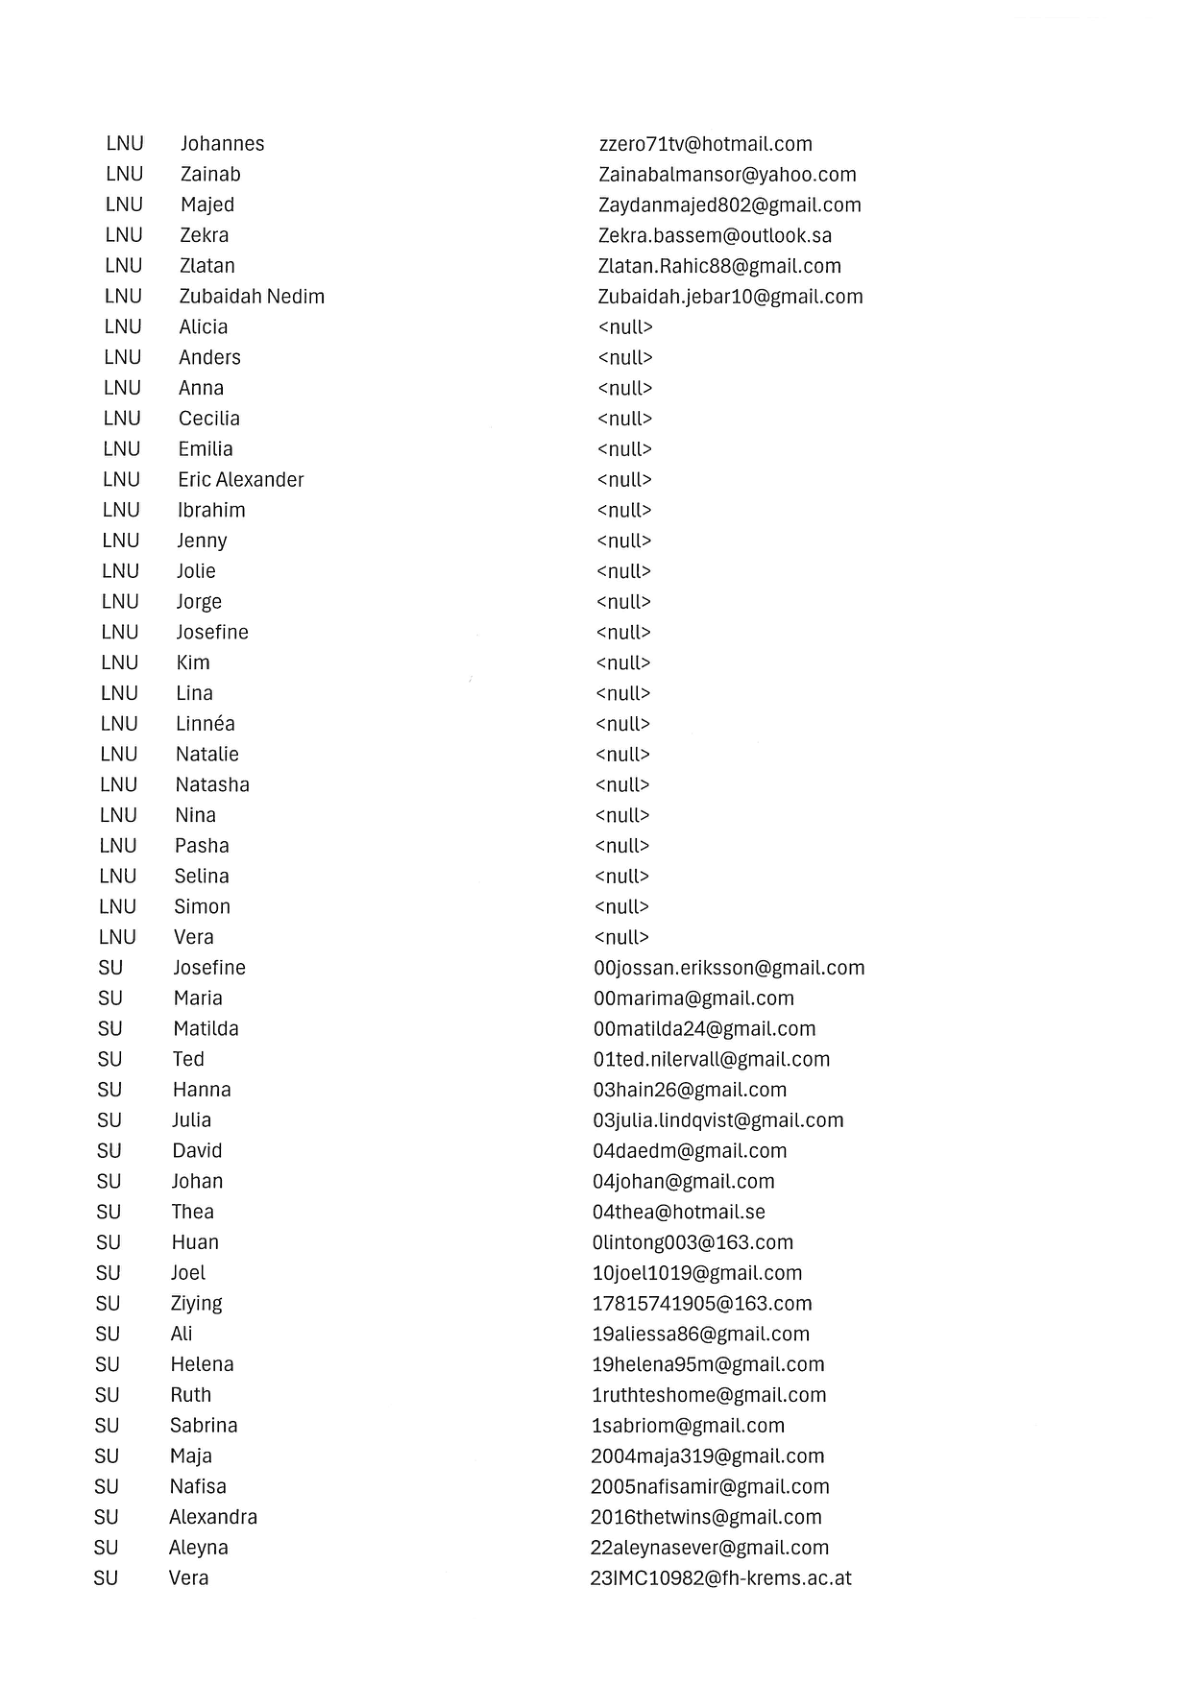 LNU Johannes zzero71tv@hotmail.com
LNU Zainab Zainabalmansor@yahoo.com
LNU Majed Zaydanmajed802@gmail.com
LNU Zekra Zekra.bassem@outlook.sa
LNU Zlatan Zlatan.Rahic88@gmail.com
LNU Zubaidah Nedim Zubaidah.jebar10@gmail.com
LNU Alicia <null>
LNU Anders <null>
LNU Anna <null>
LNU Cecilia <null>
LNU Emilia <null>
LNU Eric Alexander <null>
LNU Ibrahim <null>
LNU Jenny <null>
LNU Jolie <null>
LNU Jorge <null>
LNU Josefine <null>
LNU Kim <null>
LNU Lina <null>
LNU Linnéa <null>
LNU Natalie <null>
LNU Natasha <null>
LNU Nina <null>
LNU Pasha <null>
LNU Selina <null>
LNU Simon <null>
LNU Vera <null>
SU Josefine 00jossan.eriksson@gmail.com
SU Maria 00marima@gmail.com
SU Matilda 00matilda24@gmail.com
SU Ted 01ted.nilervall@gmail.com
SU Hanna 03hain26@gmail.com
SU Julia 03julia.lindqvist@gmail.com
SU David 04daedm@gmail.com
SU Johan 04johan@gmail.com
SU Thea 04thea@hotmail.se
SU Huan 0lintong003@163.com
SU Joel 10joel1019@gmail.com
SU Ziying 17815741905@163.com
SU Ali 19aliessa86@gmail.com
SU Helena 19helena95m@gmail.com
SU Ruth 1ruthteshome@gmail.com
SU Sabrina 1sabriom@gmail.com
SU Maja 2004maja319@gmail.com
SU Nafisa 2005nafisamir@gmail.com
SU Alexandra 2016thetwins@gmail.com
SU Aleyna 22aleynasever@gmail.com
SU Vera 23IMC10982@fh-krems.ac.at